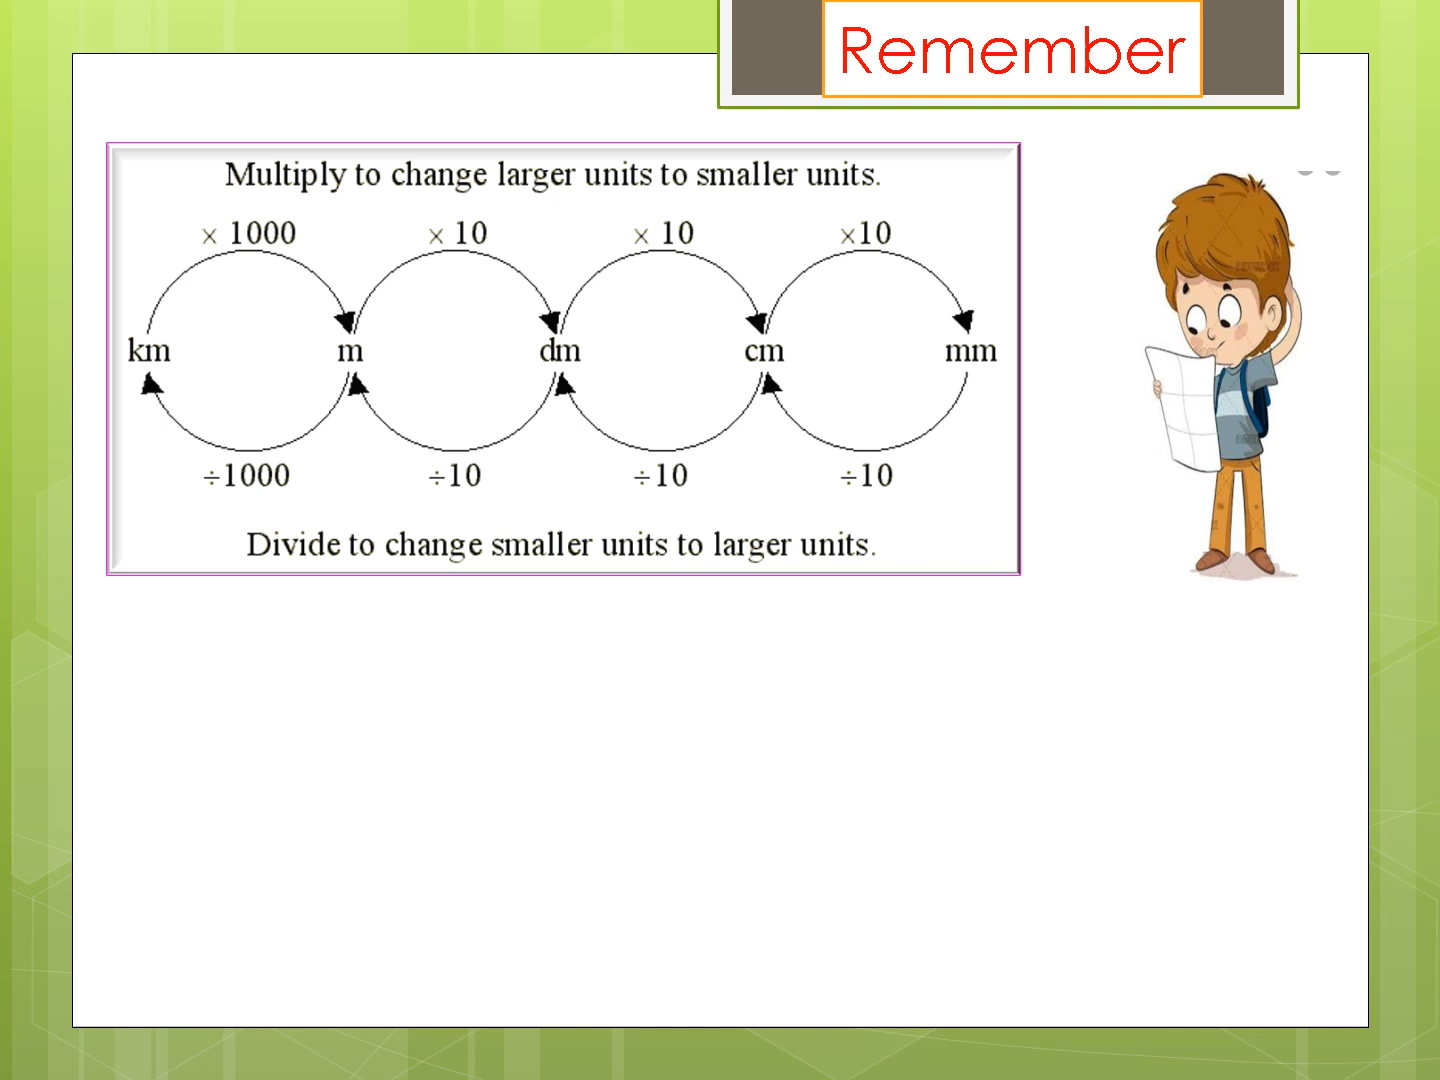 Remember
Multiply to change larger units to smaller units.
× 1000 × 10 × 10 ×10
km m dm cm mm
÷1000 ÷10 ÷10 ÷10
Divide to change smaller units to larger units.